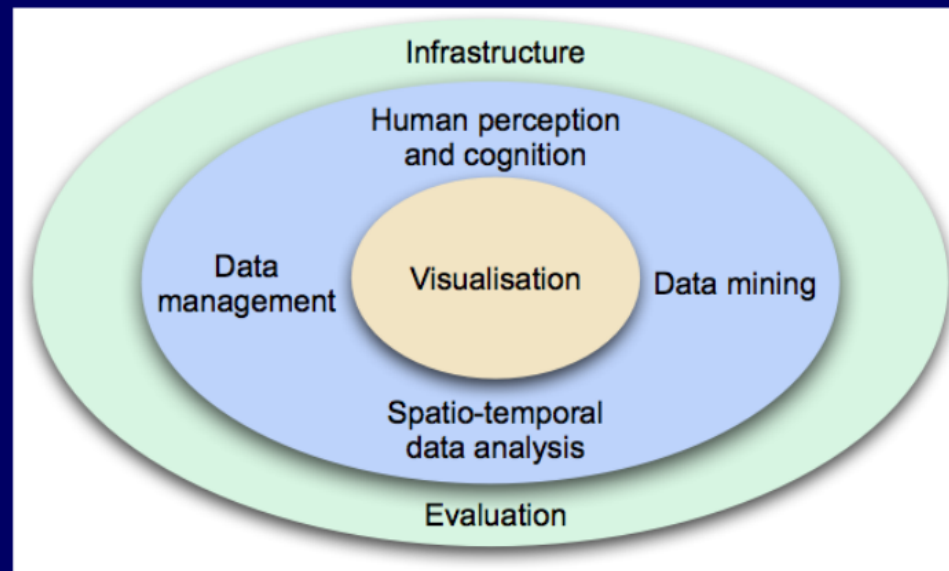 Infrastructure
Human perception
and cognition
Data
management
Visualisation
Data mining
Spatio-temporal
data analysis
Evaluation